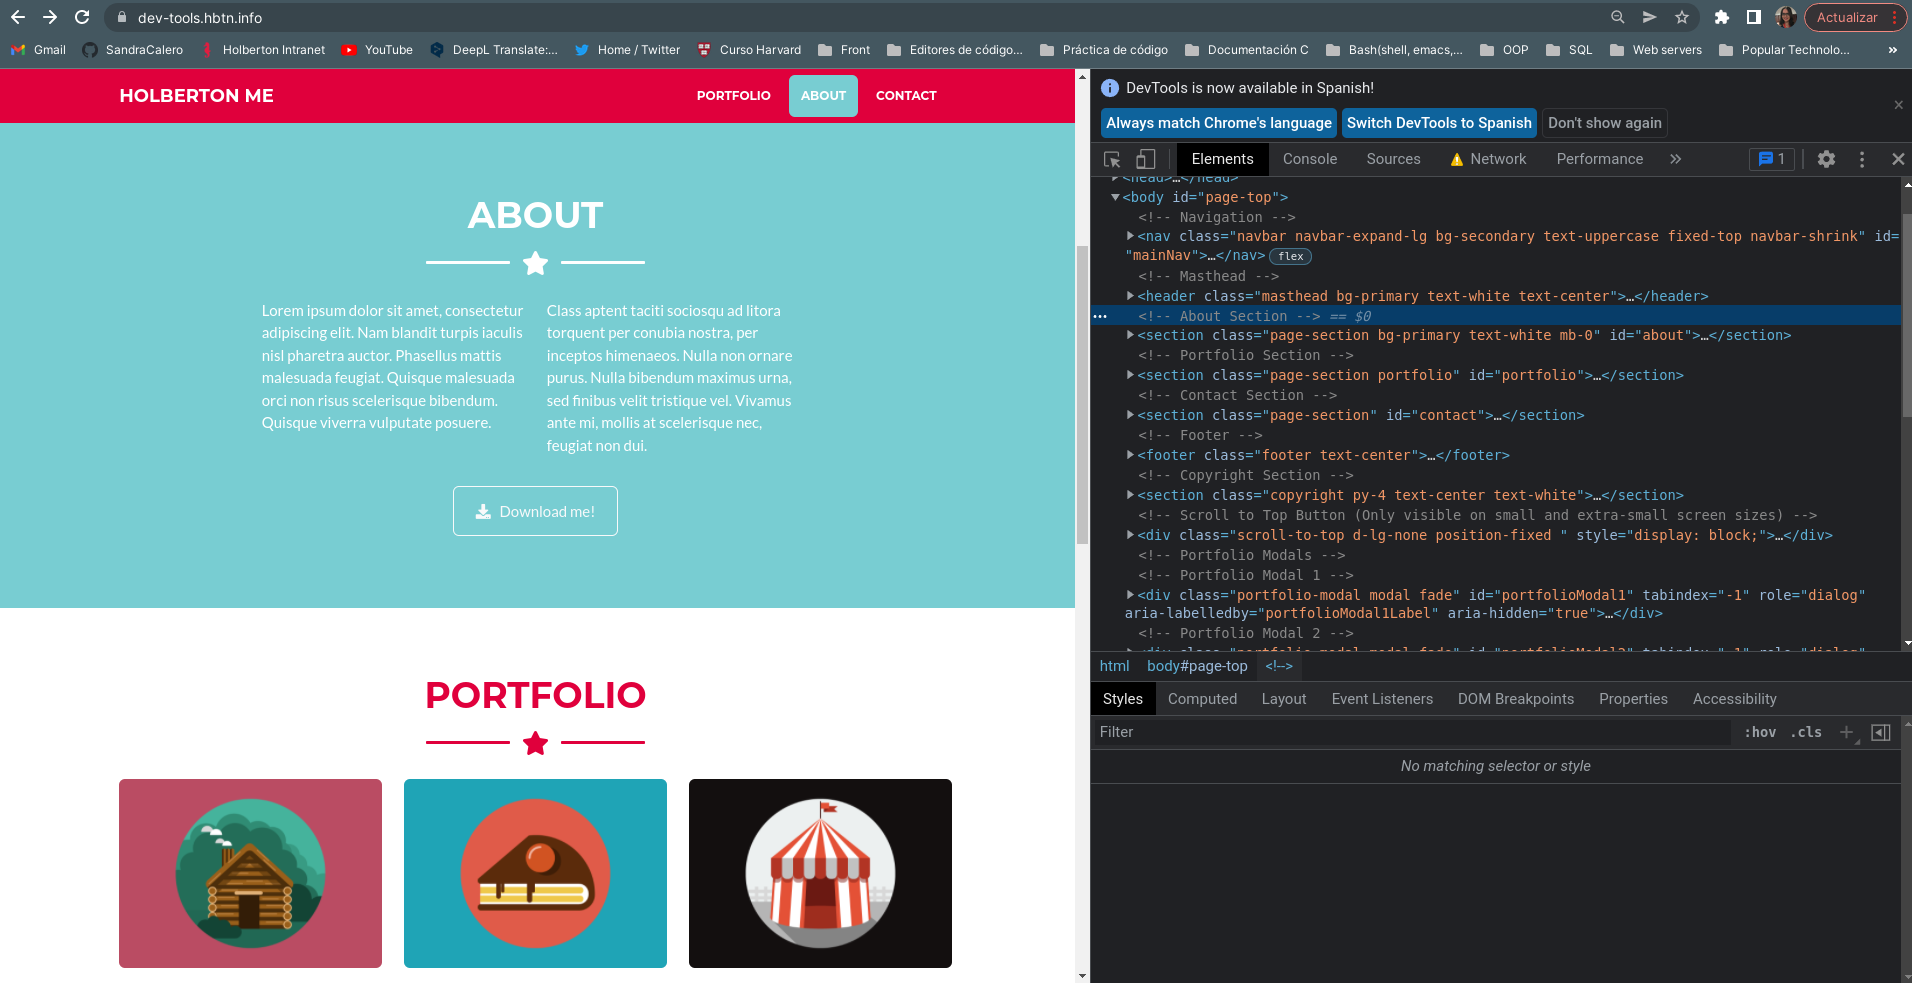 dev-tools.hbtn.info
Actualizar
Gmail
SandraCalero
Holberton Intranet
YouTube
DeepL Translate:...
Home / Twitter
Curso Harvard
Front
Editores de código...
Práctica de código
Documentación C
Bash(shell, emacs,...
OOP
SQL
Web servers
Popular Technolo...
»
HOLBERTON ME
PORTFOLIO
ABOUT
CONTACT
ABOUT
Lorem ipsum dolor sit amet, consectetur
adipiscing elit. Nam blandit turpis iaculis
nisl pharetra auctor. Phasellus mattis
malesuada feugiat. Quisque malesuada
orci non risus scelerisque bibendum.
Quisque viverra vulputate posuere.
Class aptent taciti sociosqu ad litora
torquent per conubia nostra, per
inceptos himenaeos. Nulla non ornare
purus. Nulla bibendum maximus urna,
sed finibus velit tristique vel. Vivamus
ante mi, mollis at scelerisque nec,
feugiat non dui.
Download me!
PORTFOLIO
DevTools is now available in Spanish!
Always match Chrome's language
Switch DevTools to Spanish
Don't show again
Elements
Console
Sources
Network
Performance
»
1
<head>…</head>
<body id="page-top">
<!-- Navigation -->
<nav class="navbar navbar-expand-lg bg-secondary text-uppercase fixed-top navbar-shrink" id=
"mainNav">…</nav> flex
<!-- Masthead -->
<header class="masthead bg-primary text-white text-center">…</header>
<!-- About Section --> == $0
<section class="page-section bg-primary text-white mb-0" id="about">…</section>
<!-- Portfolio Section -->
<section class="page-section portfolio" id="portfolio">…</section>
<!-- Contact Section -->
<section class="page-section" id="contact">…</section>
<!-- Footer -->
<footer class="footer text-center">…</footer>
<!-- Copyright Section -->
<section class="copyright py-4 text-center text-white">…</section>
<!-- Scroll to Top Button (Only visible on small and extra-small screen sizes) -->
<div class="scroll-to-top d-lg-none position-fixed " style="display: block;">…</div>
<!-- Portfolio Modals -->
<!-- Portfolio Modal 1 -->
<div class="portfolio-modal modal fade" id="portfolioModal1" tabindex="-1" role="dialog"
aria-labelledby="portfolioModal1Label" aria-hidden="true">…</div>
<!-- Portfolio Modal 2 -->
<div class="portfolio-modal modal fade" id="portfolioModal2" tabindex="-1" role="dialog"
html
body#page-top
<!-->
Styles
Computed
Layout
Event Listeners
DOM Breakpoints
Properties
Accessibility
Filter
:hov
.cls
No matching selector or style